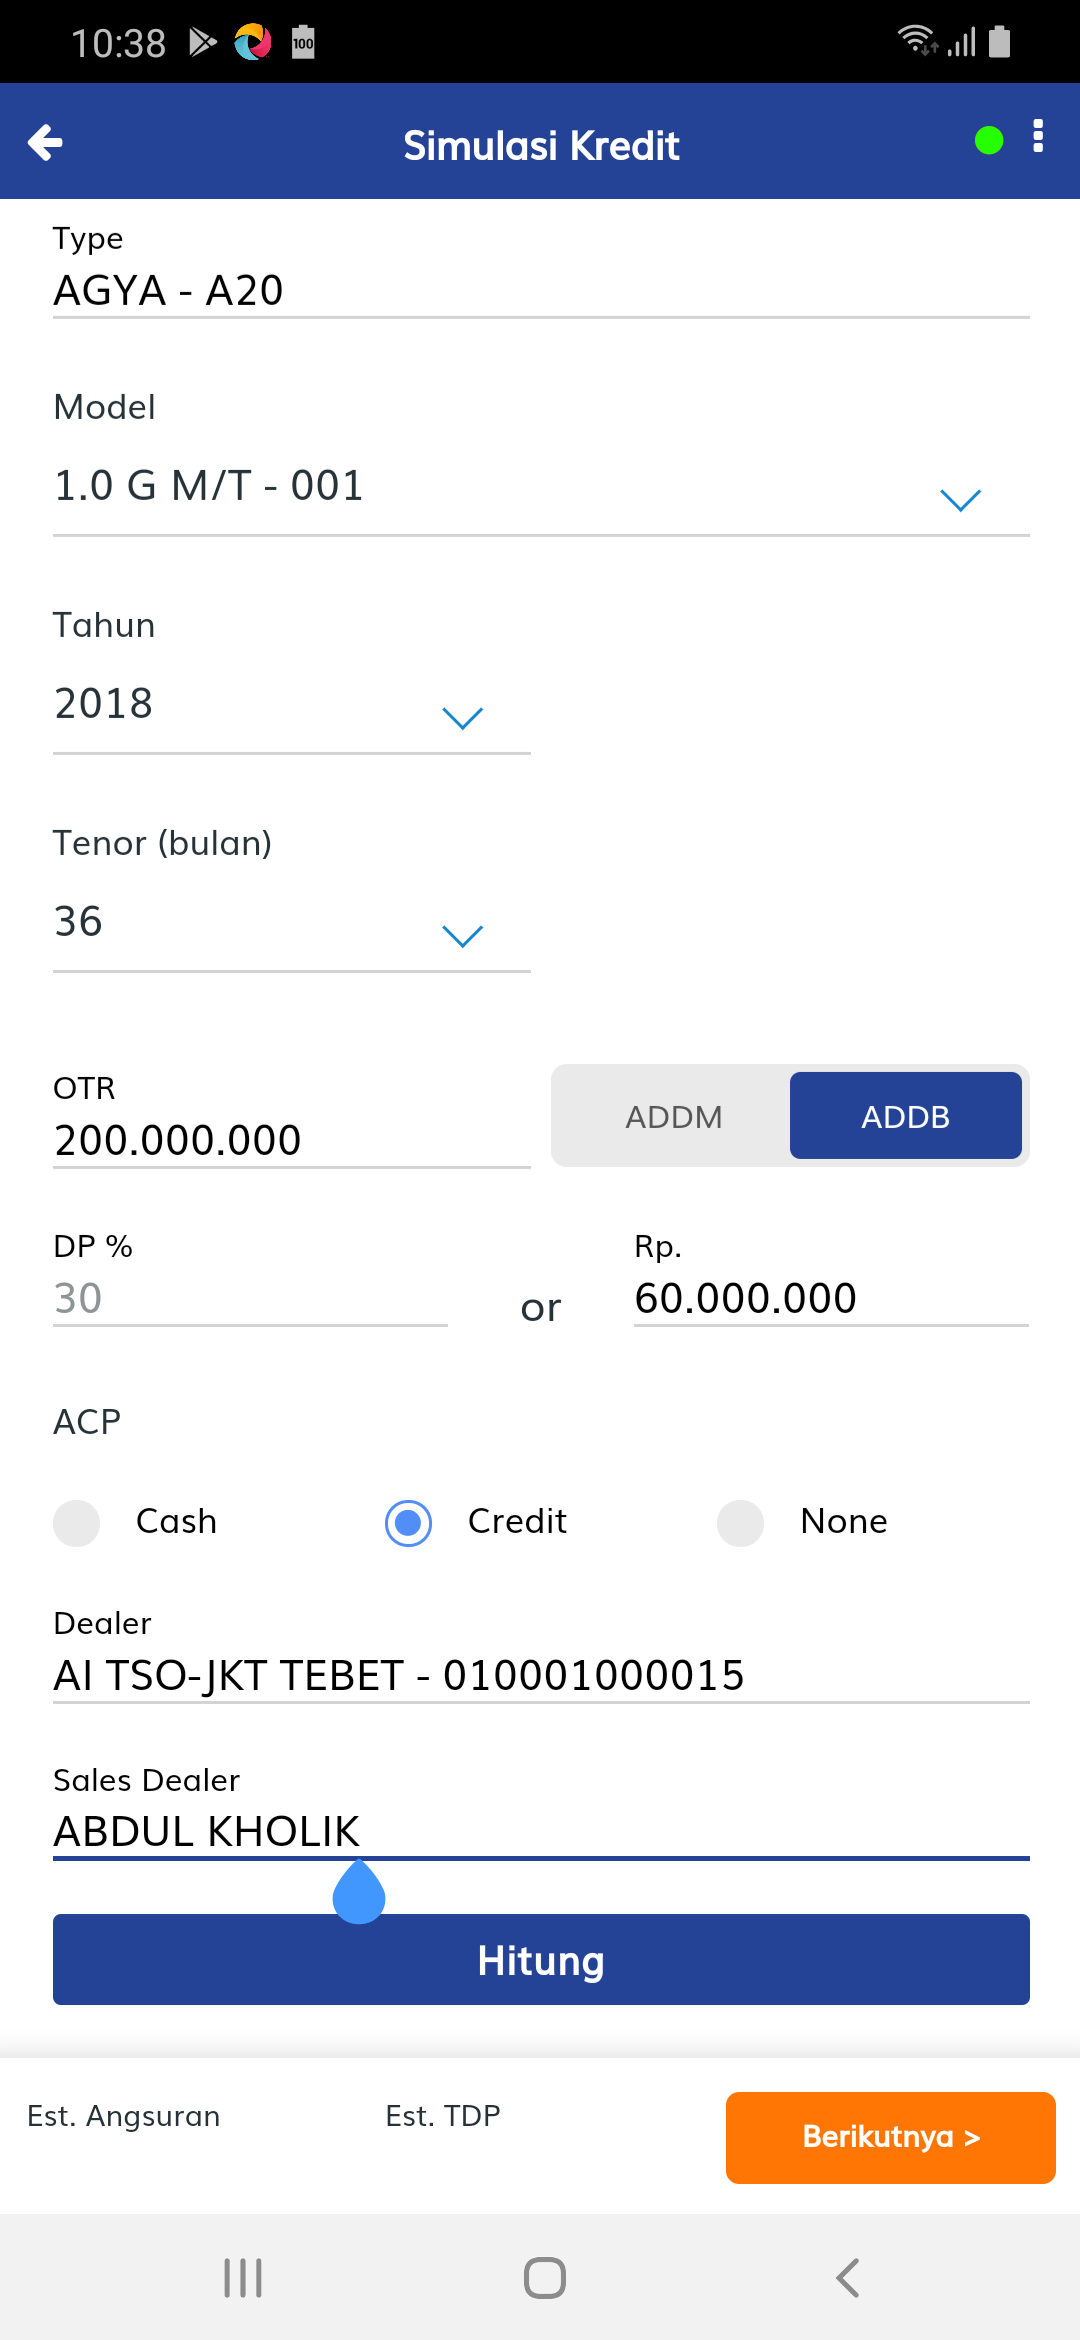 10:38
100
Simulasi Kredit
Type
AGYA - A20
Model
1.0 G M/T - 001
Tahun
2018
Tenor (bulan)
36
OTR
200.000.000
ADDM
ADDB
DP %
30
or
Rp.
60.000.000
ACP
Cash
Credit
None
Dealer
AI TSO-JKT TEBET - 010001000015
Sales Dealer
ABDUL KHOLIK
Hitung
Est. Angsuran
Est. TDP
Berikutnya >